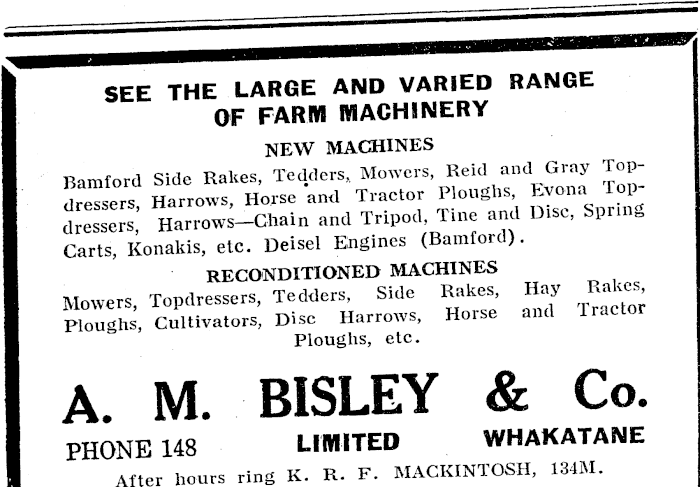 SEE THE LARGE AND VARIED RANGE
OF FARM MACHINERY
NEW MACHINES
Bamford Side Rakes, Tedders, Mowers, Reid and Gray Top-
dressers, Harrows, Horse and Tractor Ploughs, Evona Top-
dressers, Harrows—Chain and Tripod, Tine and Disc, Spring
Carts, Konakis, etc. Deisel Engines (Bamford).
RECONDITIONED MACHINES
Mowers, Topdressers, Tedders, Side Rakes, Hay Rakes,
Ploughs, Cultivators, Disc Harrows, Horse and Tractor
Ploughs, etc.
A. M. BISLEY & Co.
PHONE 148 LIMITED WHAKATANE
After hours ring K. R. F. MACKINTOSH, 134M.